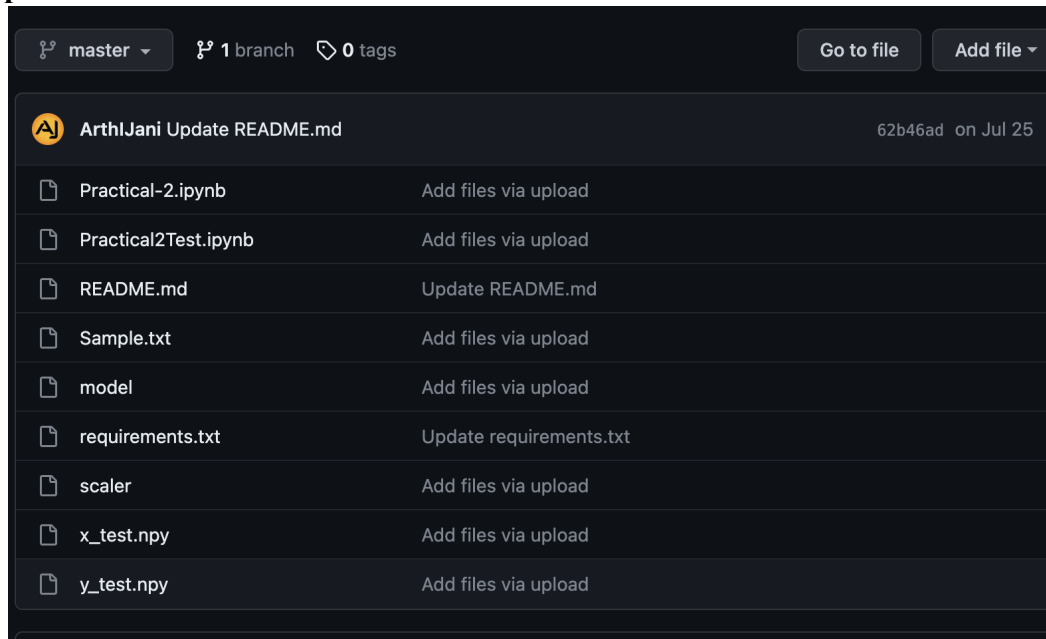 master 1 branch 0 tags Go to file Add file
AJ ArthIJani Update README.md 62b46ad on Jul 25
Practical-2.ipynb Add files via upload
Practical2Test.ipynb Add files via upload
README.md Update README.md
Sample.txt Add files via upload
model Add files via upload
requirements.txt Update requirements.txt
scaler Add files via upload
x_test.npy Add files via upload
y_test.npy Add files via upload